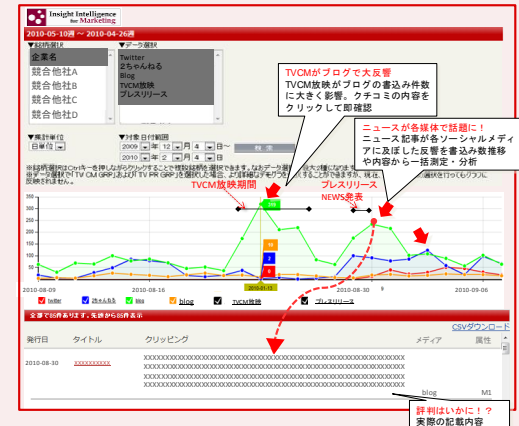 Insight Intelligence
for Marketing
2010-05-10週 ～ 2010-04-26週
▼銘柄選択
▼データ選択
企業名
競合他社A
競合他社B
競合他社C
競合他社D
Twitter
2ちゃんねる
Blog
TVCM放映
プレスリリース
TVCMがブログで大反響
TVCM放映がブログの書込み件数
に大きく影響。クチコミの内容を
クリックして即確認
ニュースが各媒体で話題に！
ニュース記事が各ソーシャルメディ
アに及ぼした反響を書込み数推移
や内容から一括測定・分析
▼集計単位
日単位
▼対象日付範囲
2009 年 12 月 4 日～
2010 年 2 月 4 日
検 索
TVCM放映期間
プレスリリース
NEWS発表
350
300
250
200
150
100
50
0
2010-08-09
2010-08-16
2010-08-30
2010-09-06
twitter
2ちゃんねる
blog
blog
TVCM放映
プレスリリース
全部で85件あります。先頭から85件表示
CSVダウンロード
発行日
タイトル
クリッピング
メディア
属性
2010-08-30
xxxxxxxxxx
blog
M1
評判はいかに！？
実際の記載内容